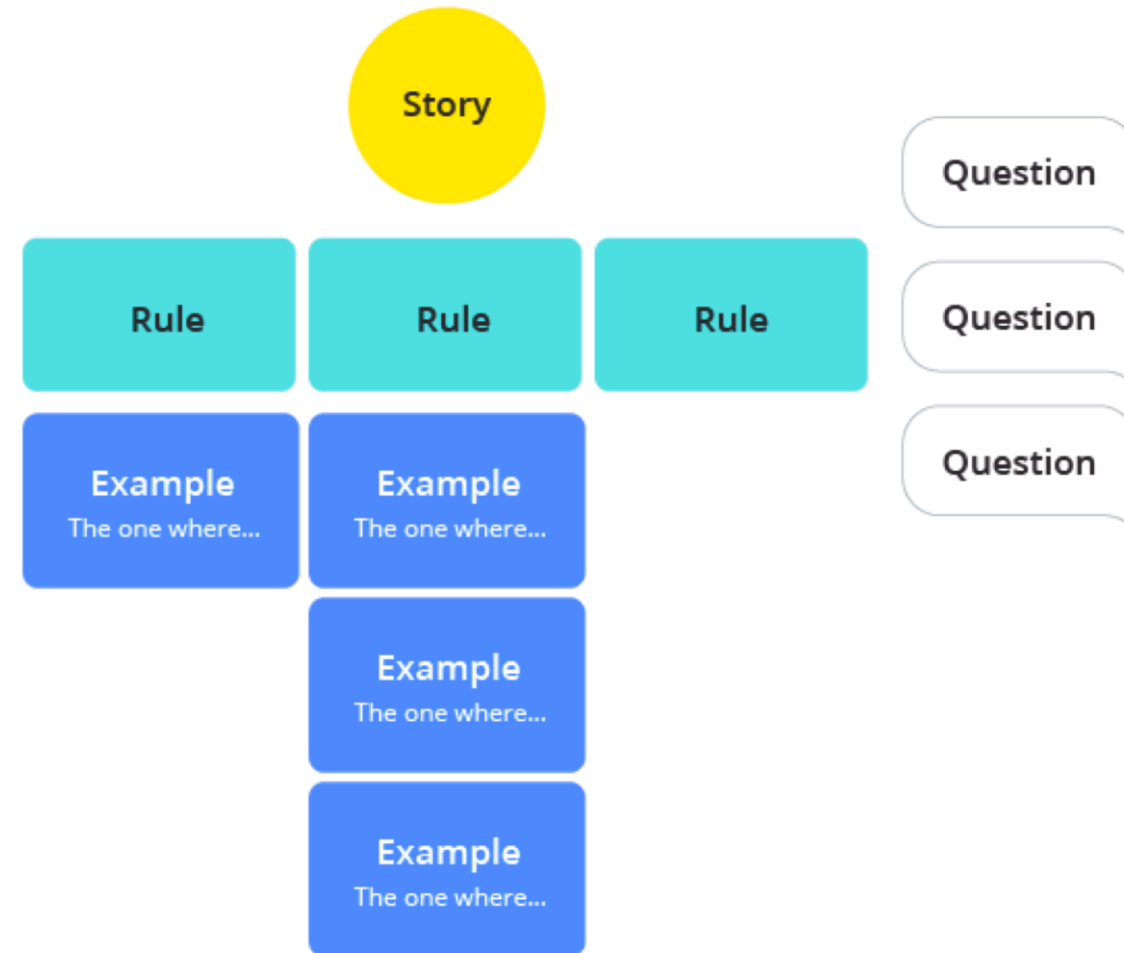 Story
Question
Question
Question
Rule
Rule
Rule
Example
The one where...
Example
The one where...
Example
The one where...
Example
The one where...